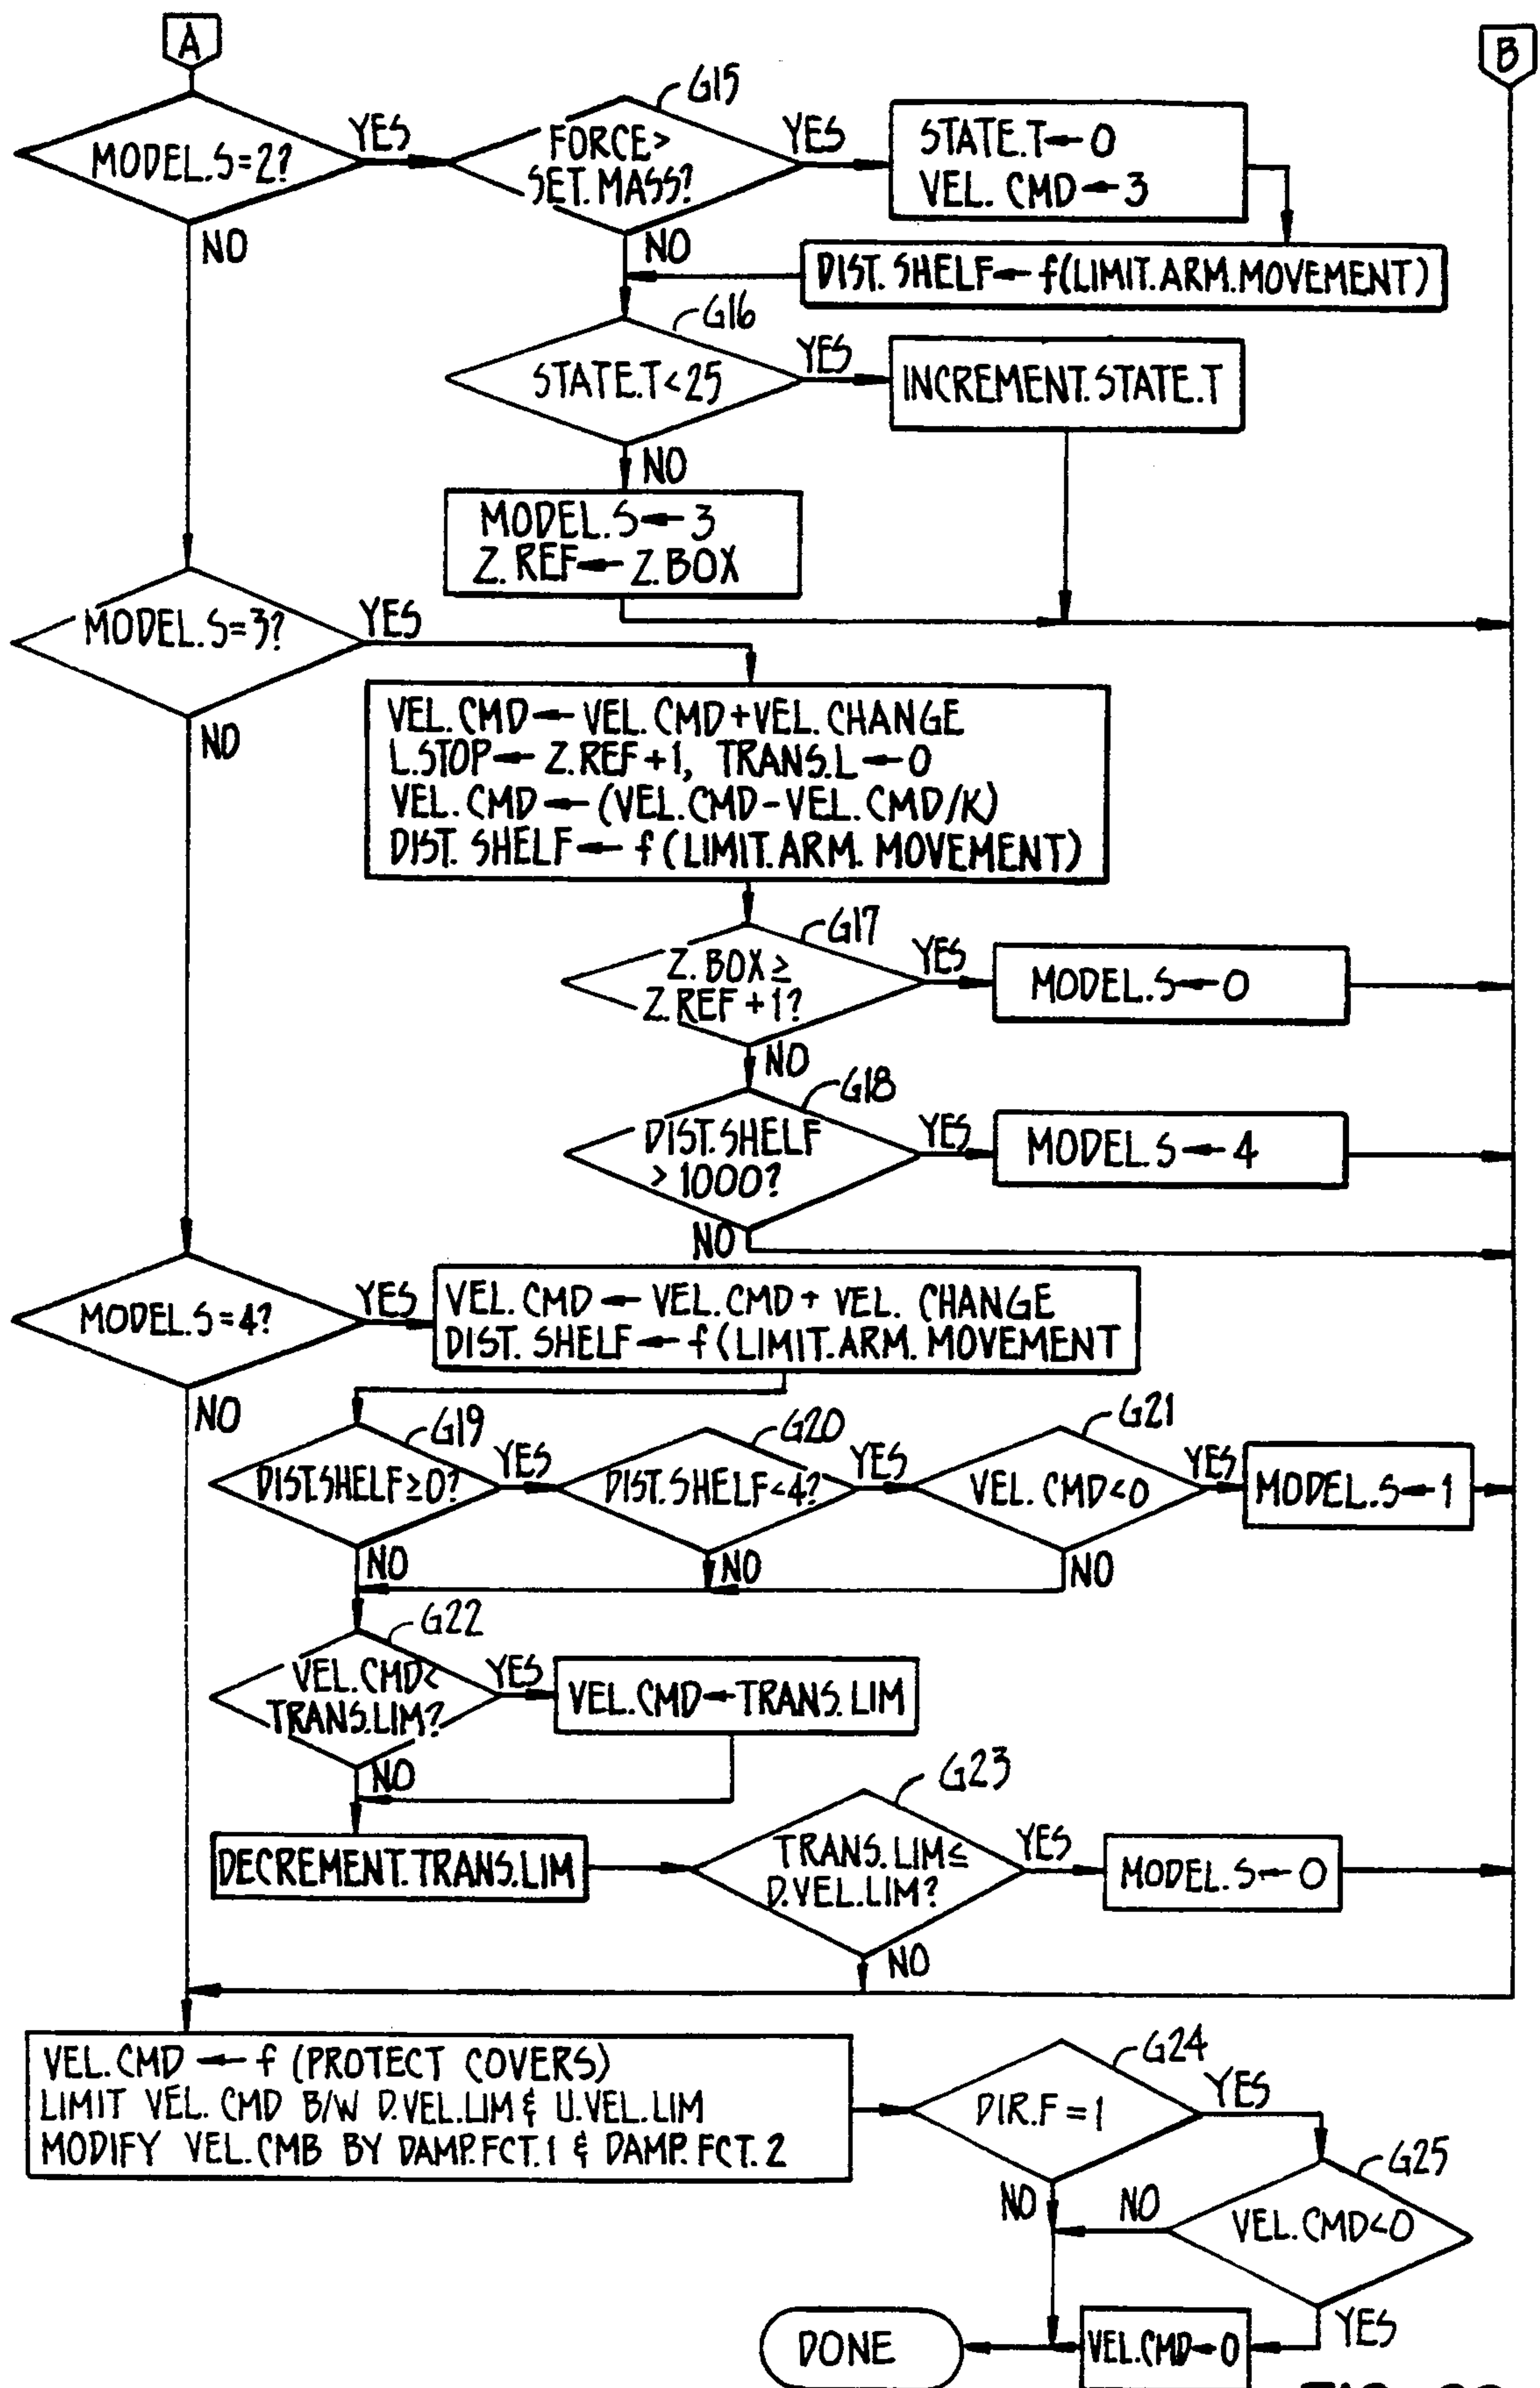 A
B
MODEL.S=2?
YES
NO
G15
FORCE>
SET.MASS?
YES
NO
STATE.T←0
VEL. CMD←3
DIST. SHELF← f(LIMIT.ARM.MOVEMENT)
G16
STATE.T<25
YES
NO
INCREMENT.STATE.T
MODEL.S←3
Z. REF← Z.BOX
MODEL.S=3?
YES
NO
VEL.CMD← VEL.CMD+VEL.CHANGE
L.STOP← Z.REF+1, TRANS.L←0
VEL. CMD←(VEL.CMD-VEL.CMD/K)
DIST. SHELF← f(LIMIT.ARM. MOVEMENT)
G17
Z.BOX≥
Z.REF+1?
YES
NO
MODEL.S←0
G18
DIST.SHELF
>1000?
YES
NO
MODEL.S←4
MODEL.S=4?
YES
NO
VEL.CMD ← VEL.CMD + VEL. CHANGE
DIST. SHELF← f(LIMIT.ARM. MOVEMENT
G19
DIST.SHELF≥0?
YES
NO
G20
DIST.SHELF<4?
YES
NO
G21
VEL. CMD<0
YES
NO
MODEL.S←1
G22
VEL.CMD<
TRANS.LIM?
YES
NO
VEL.CMD←TRANS.LIM
DECREMENT.TRANS.LIM
G23
TRANS.LIM≤
D.VEL.LIM?
YES
NO
MODEL.S←0
VEL.CMD ← f (PROTECT COVERS)
LIMIT VEL. CMD B/W D.VEL.LIM & U.VEL.LIM
MODIFY VEL.CMB BY DAMP.FCT.1 & DAMP.FCT.2
G24
DIR.F=1
YES
NO
G25
VEL.CMD<0
NO
YES
VEL.CMD←0
DONE